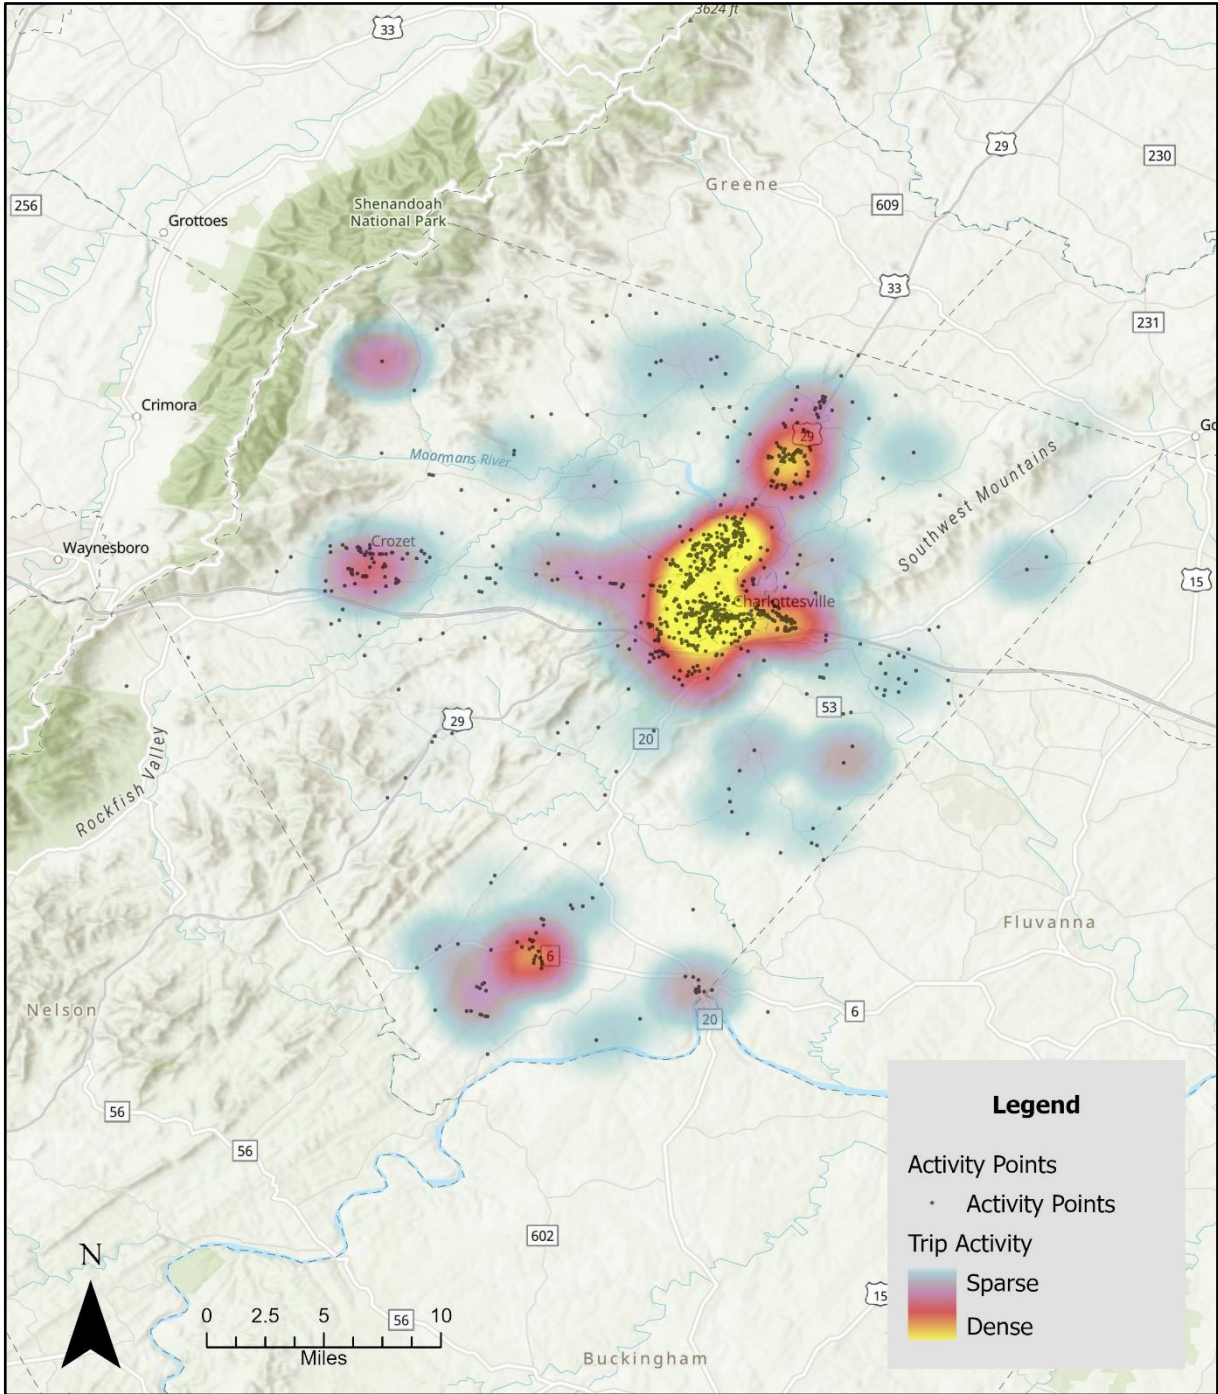 3624 ft
33
29
230
Greene
256
Shenandoah
National Park
609
Grottoes
33
231
Crimora
29
Go
Moormans River
Southwest Mountains
Crozet
Waynesboro
15
Charlottesville
53
29
20
Rockfish Valley
Fluvanna
6
Nelson
6
20
56
56
602
15
56
Buckingham
N
0 2.5 5 10
Miles
Legend
Activity Points
Activity Points
Trip Activity
Sparse
Dense